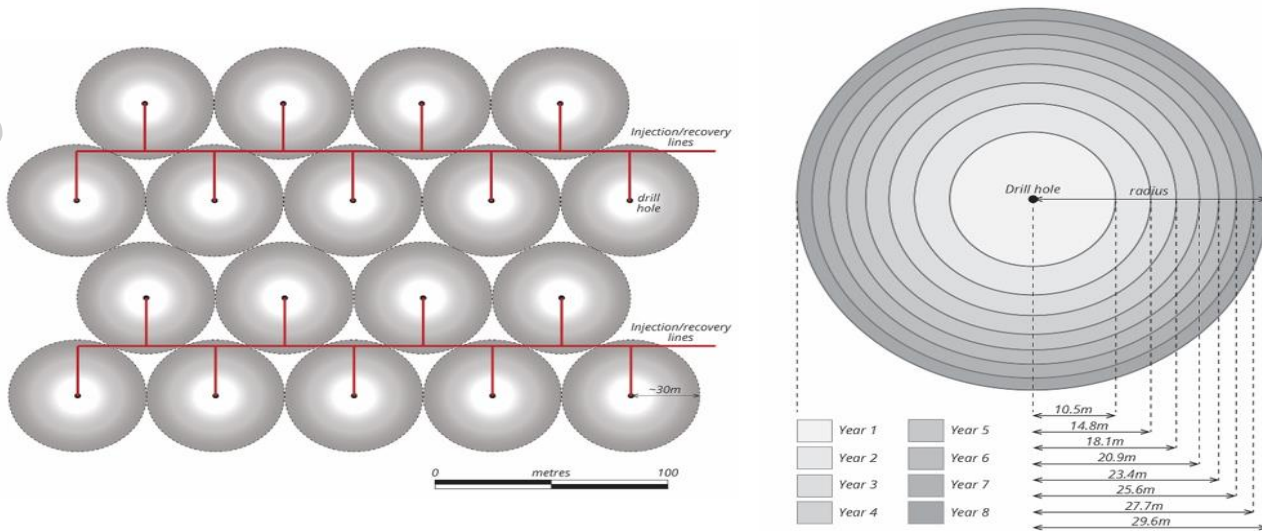 Injection/recovery
lines
drill
hole
Injection/recovery
lines
~30m
0 metres 100
Drill hole
radius
10.5m
14.8m
18.1m
20.9m
23.4m
25.6m
27.7m
29.6m
Year 1
Year 2
Year 3
Year 4
Year 5
Year 6
Year 7
Year 8